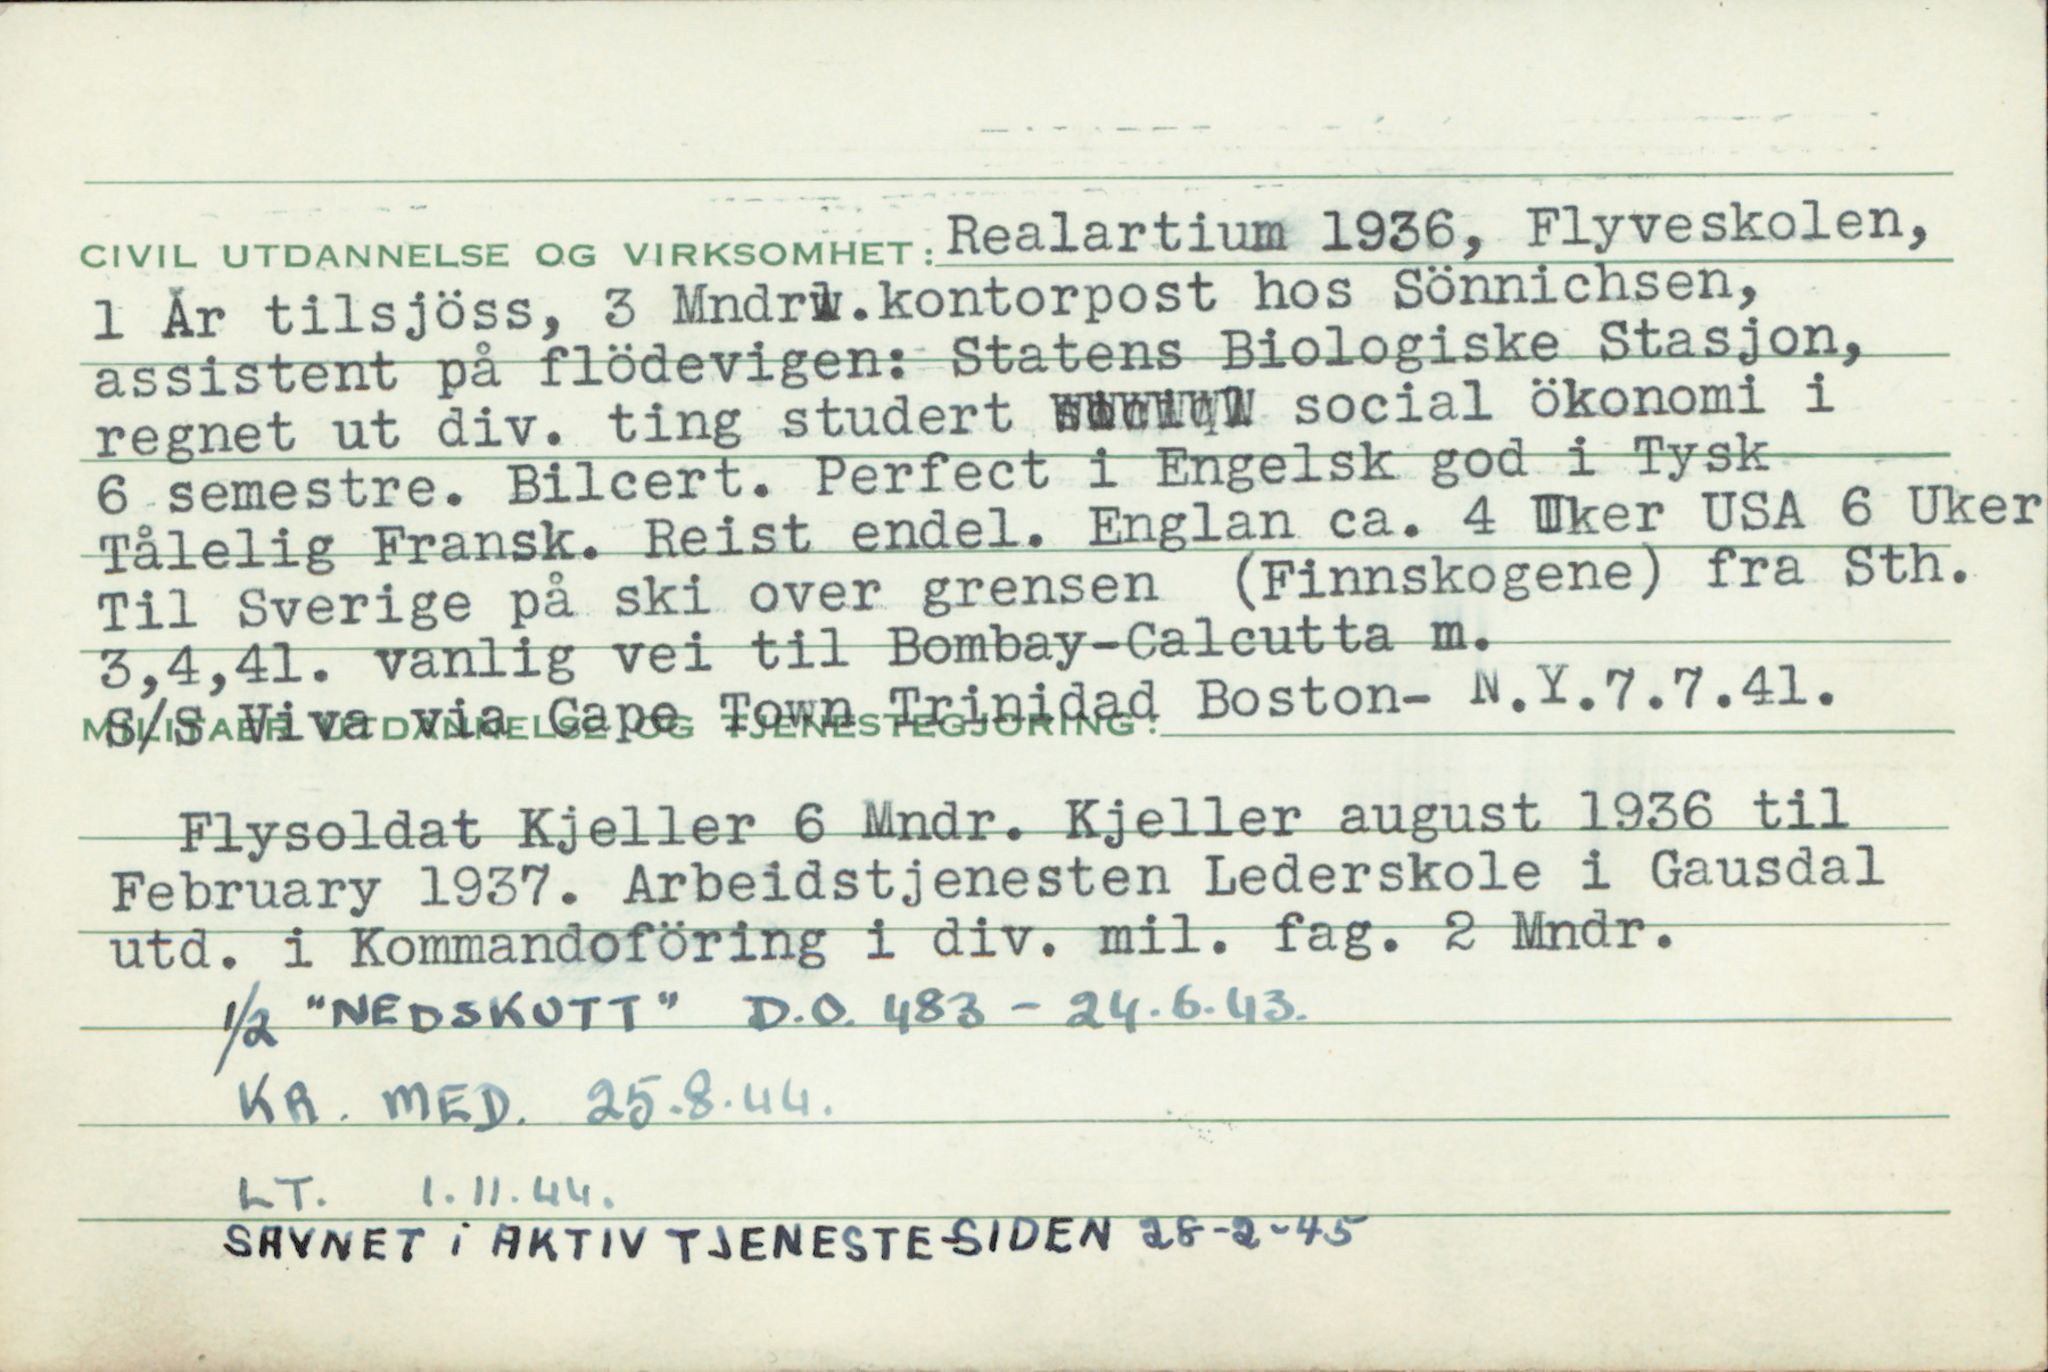 CIVIL UTDANNELSE OG VIRKSOMHET: Realartium 1936, Flyveskolen,
1 År tilsjöss, 3 Mndr. kontorpost hos Sönnichsen,
assistent på flödevigen: Statens Biologiske Stasjon,
regnet ut div. ting studert social ökonomi i
6 semestre. Bilcert. Perfect i Engelsk god i Tysk
Tålelig Fransk. Reist endel. Englan ca. 4 Uker USA 6 Uker
Til Sverige på ski over grensen (Finnskogene) fra Sth.
3,4,41. vanlig vei til Bombay-Calcutta m.
S/S Viva via Cape Town Trinidad Boston- N.Y.7.7.41.
MILITAER UTDANNELSE OG TJENESTEGJÖRING:
Flysoldat Kjeller 6 Mndr. Kjeller august 1936 til
February 1937. Arbeidstjenesten Lederskole i Gausdal
utd. i Kommandoföring i div. mil. fag. 2 Mndr.
1/2 "NEDSKUTT" D.O. 483 - 24.6.43.
KR. MED. 25.8.44.
LT. 1.11.44.
SAVNET i AKTIV TJENESTE-SIDEN 28-2-45